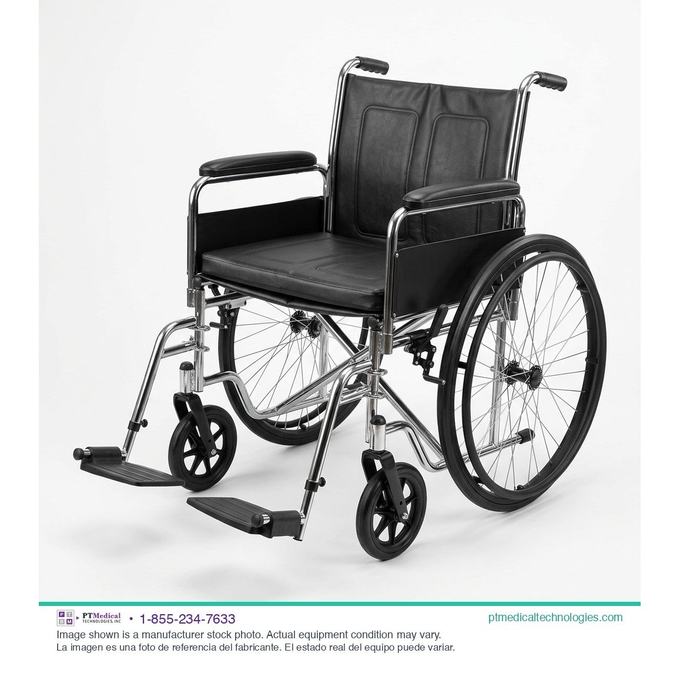 PTMedical
TECHNOLOGIES, INC
• 1-855-234-7633
ptmedicaltechnologies.com
Image shown is a manufacturer stock photo. Actual equipment condition may vary.
La imagen es una foto de referencia del fabricante. El estado real del equipo puede variar.